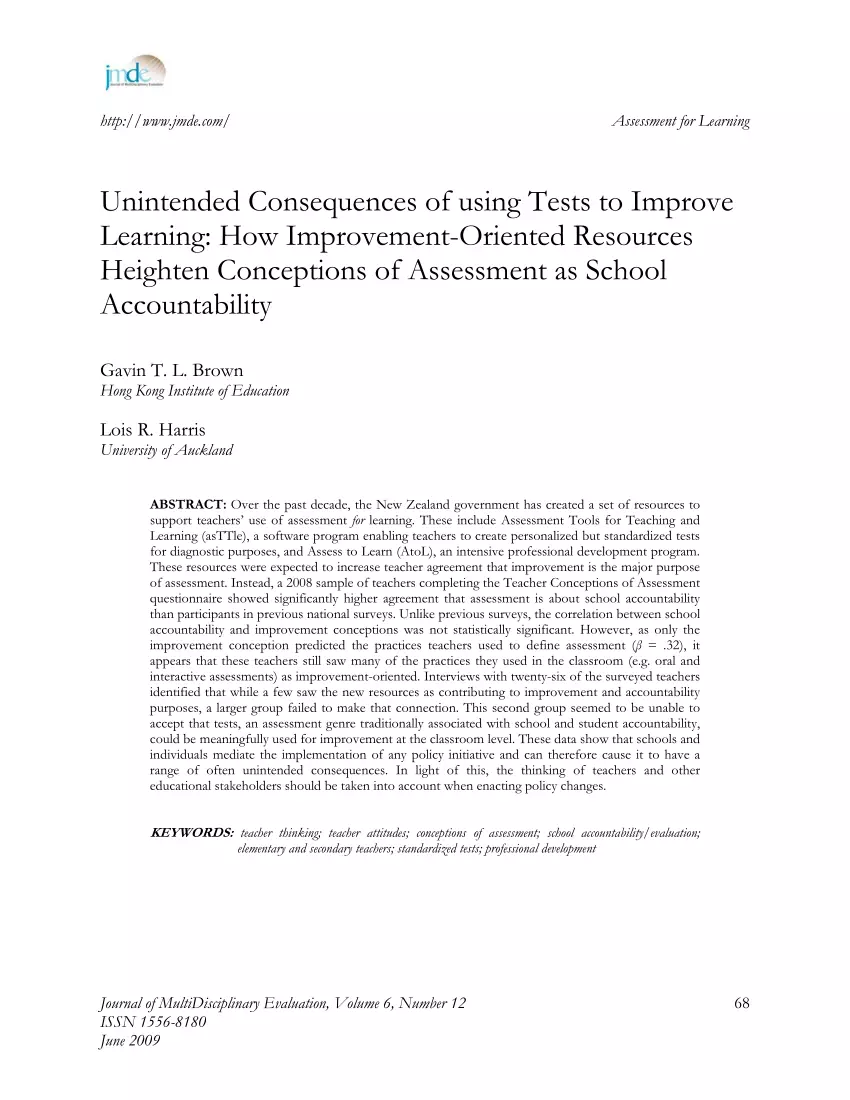 jmde
Journal of MultiDisciplinary Evaluation
http://www.jmde.com/ Assessment for Learning
Unintended Consequences of using Tests to Improve
Learning: How Improvement-Oriented Resources
Heighten Conceptions of Assessment as School
Accountability
Gavin T. L. Brown
Hong Kong Institute of Education
Lois R. Harris
University of Auckland
ABSTRACT: Over the past decade, the New Zealand government has created a set of resources to
support teachers’ use of assessment for learning. These include Assessment Tools for Teaching and
Learning (asTTle), a software program enabling teachers to create personalized but standardized tests
for diagnostic purposes, and Assess to Learn (AtoL), an intensive professional development program.
These resources were expected to increase teacher agreement that improvement is the major purpose
of assessment. Instead, a 2008 sample of teachers completing the Teacher Conceptions of Assessment
questionnaire showed significantly higher agreement that assessment is about school accountability
than participants in previous national surveys. Unlike previous surveys, the correlation between school
accountability and improvement conceptions was not statistically significant. However, as only the
improvement conception predicted the practices teachers used to define assessment (β = .32), it
appears that these teachers still saw many of the practices they used in the classroom (e.g. oral and
interactive assessments) as improvement-oriented. Interviews with twenty-six of the surveyed teachers
identified that while a few saw the new resources as contributing to improvement and accountability
purposes, a larger group failed to make that connection. This second group seemed to be unable to
accept that tests, an assessment genre traditionally associated with school and student accountability,
could be meaningfully used for improvement at the classroom level. These data show that schools and
individuals mediate the implementation of any policy initiative and can therefore cause it to have a
range of often unintended consequences. In light of this, the thinking of teachers and other
educational stakeholders should be taken into account when enacting policy changes.
KEYWORDS: teacher thinking; teacher attitudes; conceptions of assessment; school accountability/evaluation;
elementary and secondary teachers; standardized tests; professional development
Journal of MultiDisciplinary Evaluation, Volume 6, Number 12 68
ISSN 1556-8180
June 2009